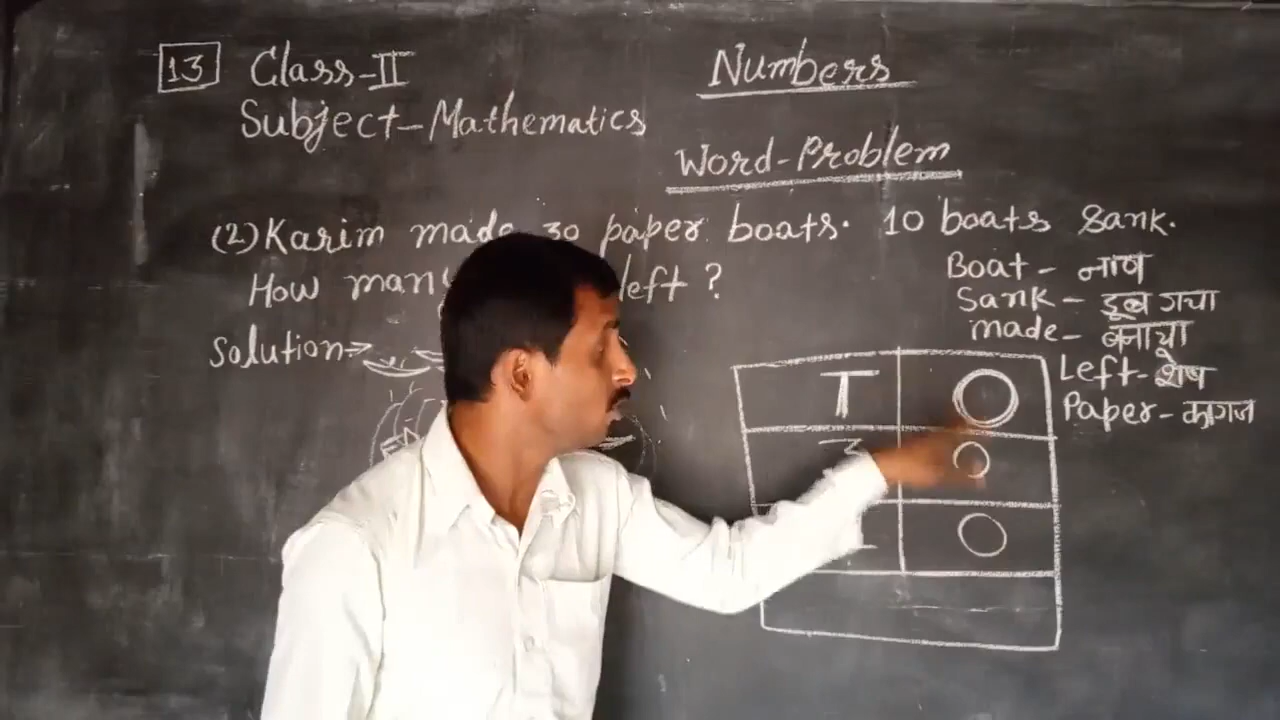 13 Class-II
Subject-Mathematics
Numbers
Word-Problem
(2) Karim made 30 paper boats. 10 boats sank.
How many left ?
Solution→
Boat - नाव
Sank - डूब गया
made - बनाया
Left - शेष
Paper - कागज
T O
3 0
0